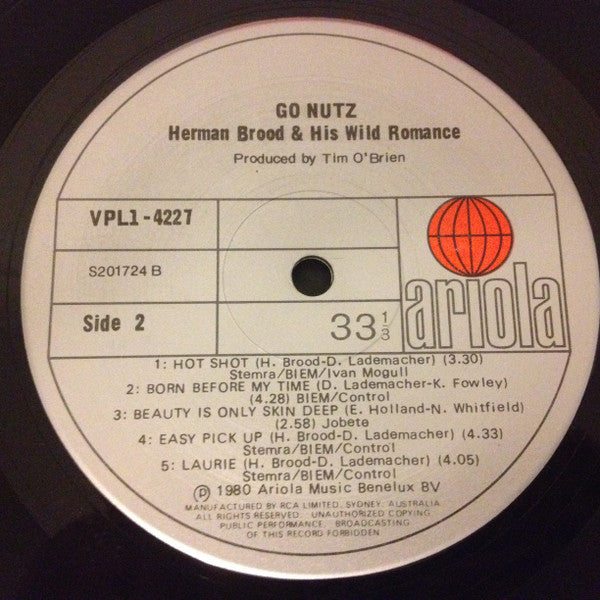 GO NUTZ
Herman Brood & His Wild Romance
Produced by Tim O'Brien
VPL1-4227
S201724 B
Side 2
33 1/3
ariola
1: HOT SHOT (H. Brood-D. Lademacher) (3.30)
Stemra/BIEM/Ivan Mogull
2: BORN BEFORE MY TIME (D. Lademacher-K. Fowley)
(4.28) BIEM/Control
3: BEAUTY IS ONLY SKIN DEEP (E. Holland-N. Whitfield)
(2.58) Jobete
4: EASY PICK UP (H. Brood-D. Lademacher) (4.33)
Stemra/BIEM/Control
5: LAURIE (H. Brood-D. Lademacher) (4.05)
Stemra/BIEM/Control
℗ 1980 Ariola Music Benelux BV
MANUFACTURED BY RCA LIMITED, SYDNEY, AUSTRALIA
ALL RIGHTS RESERVED. UNAUTHORIZED COPYING
PUBLIC PERFORMANCE, BROADCASTING
OF THIS RECORD FORBIDDEN